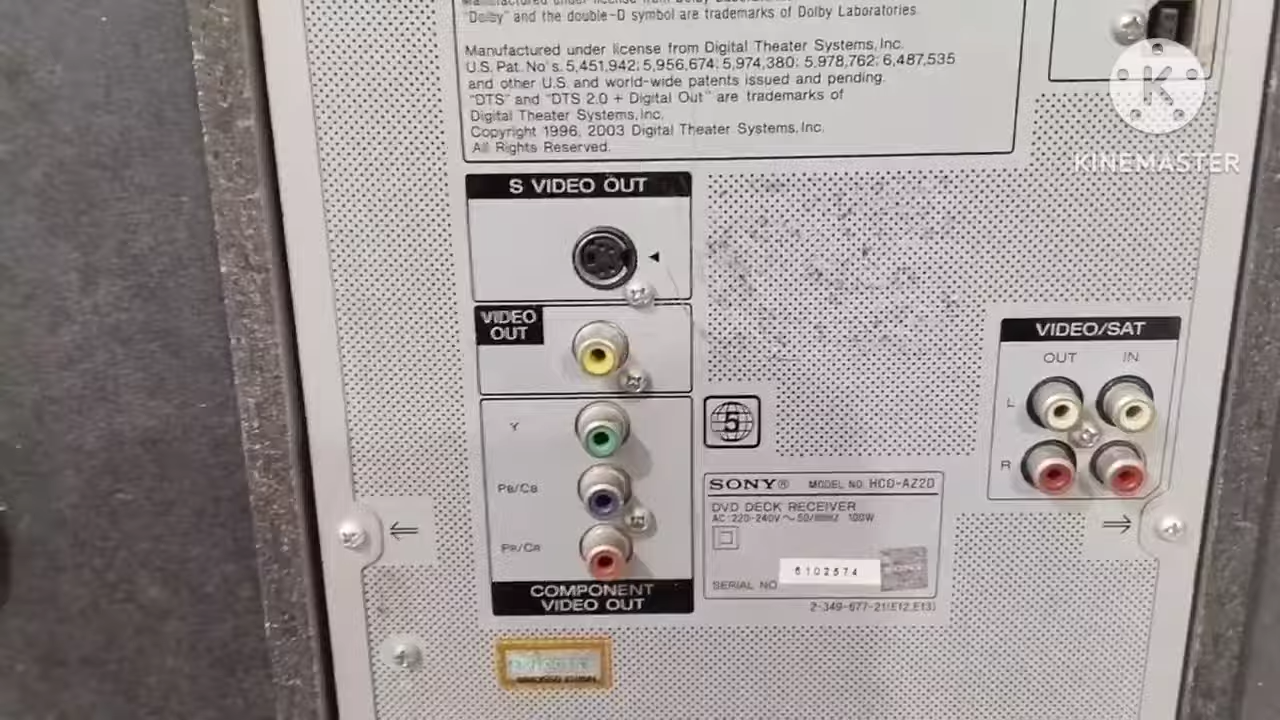 "Dolby" and the double-D symbol are trademarks of Dolby Laboratories.
Manufactured under license from Digital Theater Systems, Inc.
U.S. Pat. No's. 5,451,942; 5,956,674; 5,974,380; 5,978,762; 6,487,535
and other U.S. and world-wide patents issued and pending.
"DTS" and "DTS 2.0 + Digital Out" are trademarks of
Digital Theater Systems, Inc.
Copyright 1996, 2003 Digital Theater Systems, Inc.
All Rights Reserved.
K
KINEMASTER
S VIDEO OUT
VIDEO
OUT
Y
PB/CB
PR/CR
COMPONENT
VIDEO OUT
5
VIDEO/SAT
OUT IN
L
R
SONY® MODEL NO. HCD-AZ2D
DVD DECK RECEIVER
AC: 220-240V ~ 50/60HZ 100W
SERIAL NO. 6102574
SONY
2-349-677-21(E12,E13)